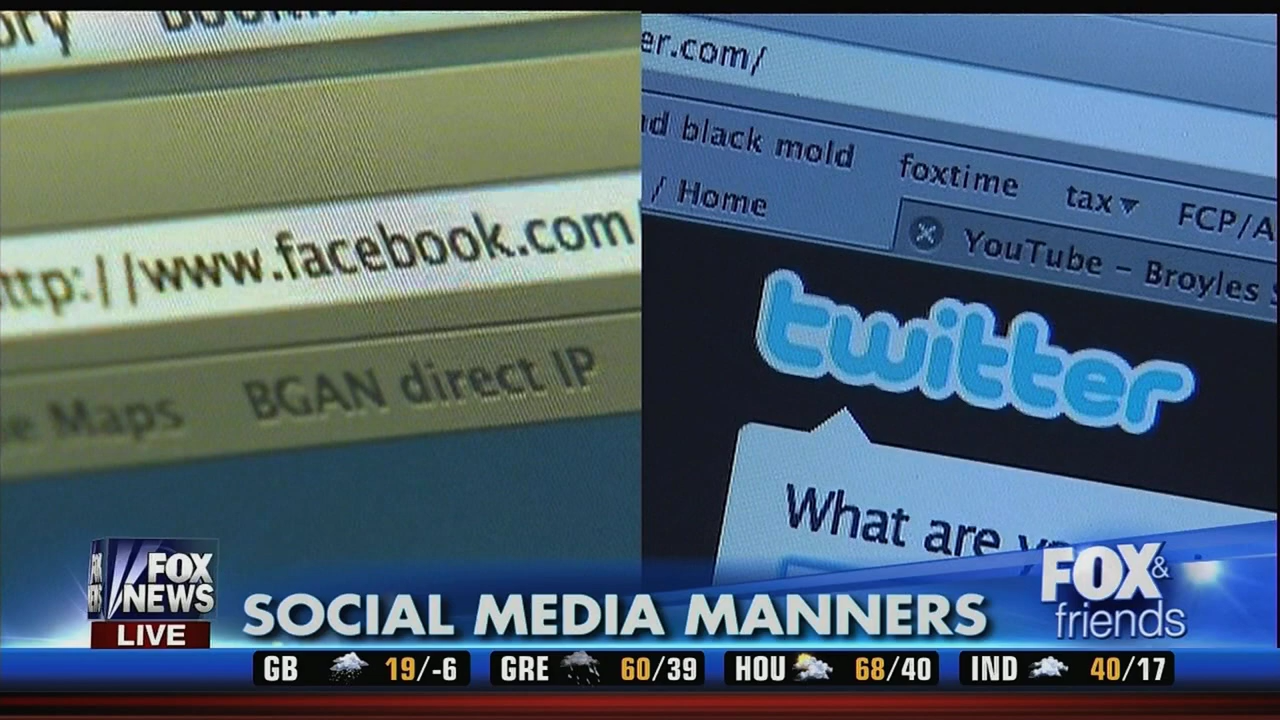 http://www.facebook.com
Maps BGAN direct IP
er.com/
black mold foxtime tax FCP/A
/ Home
YouTube – Broyles
twitter
What are
FOX
NEWS
LIVE
SOCIAL MEDIA MANNERS
FOX &
friends
GB 19/-6 GRE 60/39 HOU 68/40 IND 40/17